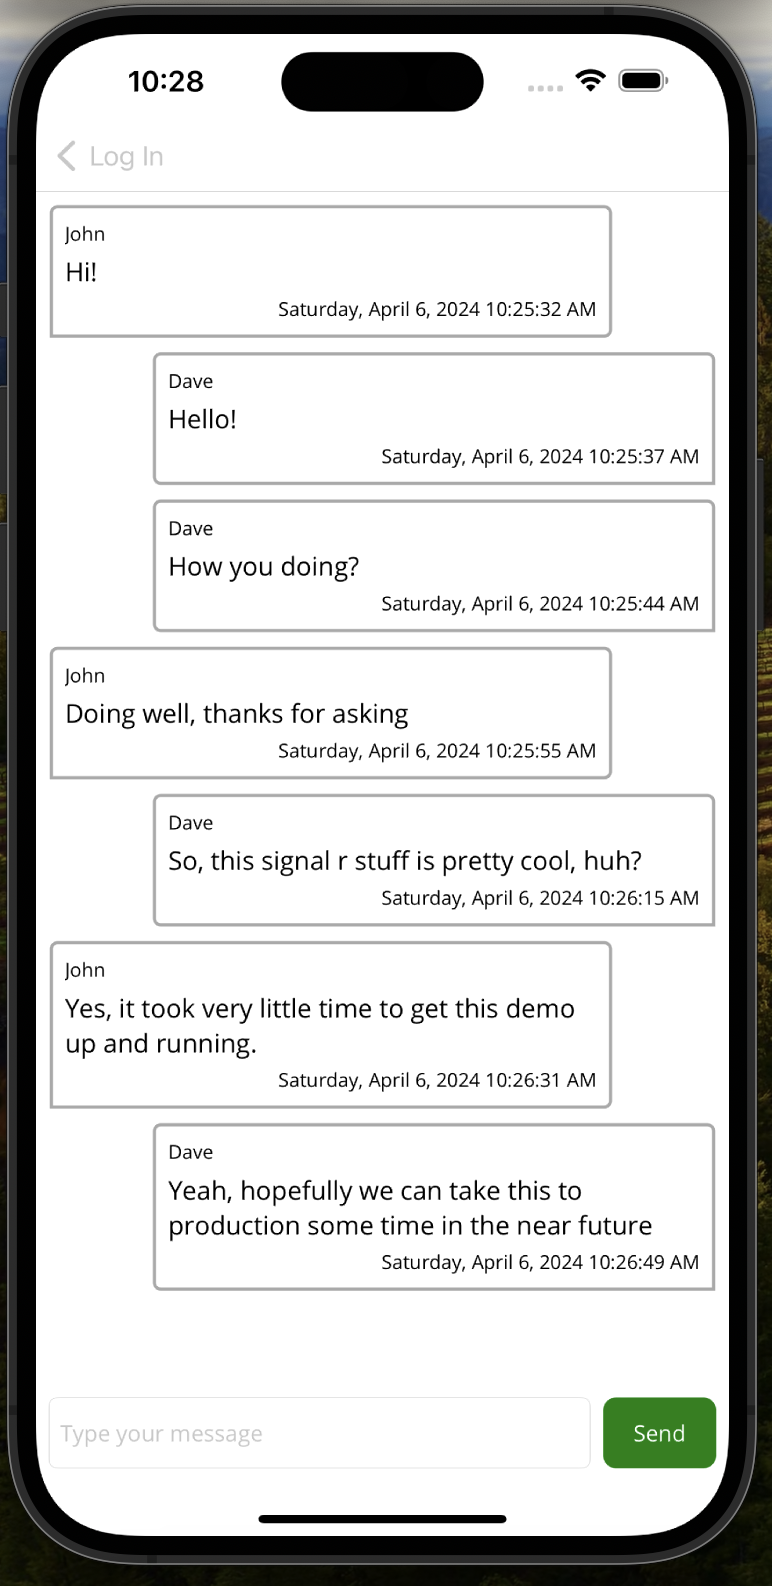 10:28
Log In
John
Hi!
Saturday, April 6, 2024 10:25:32 AM
Dave
Hello!
Saturday, April 6, 2024 10:25:37 AM
Dave
How you doing?
Saturday, April 6, 2024 10:25:44 AM
John
Doing well, thanks for asking
Saturday, April 6, 2024 10:25:55 AM
Dave
So, this signal r stuff is pretty cool, huh?
Saturday, April 6, 2024 10:26:15 AM
John
Yes, it took very little time to get this demo
up and running.
Saturday, April 6, 2024 10:26:31 AM
Dave
Yeah, hopefully we can take this to
production some time in the near future
Saturday, April 6, 2024 10:26:49 AM
Type your message
Send